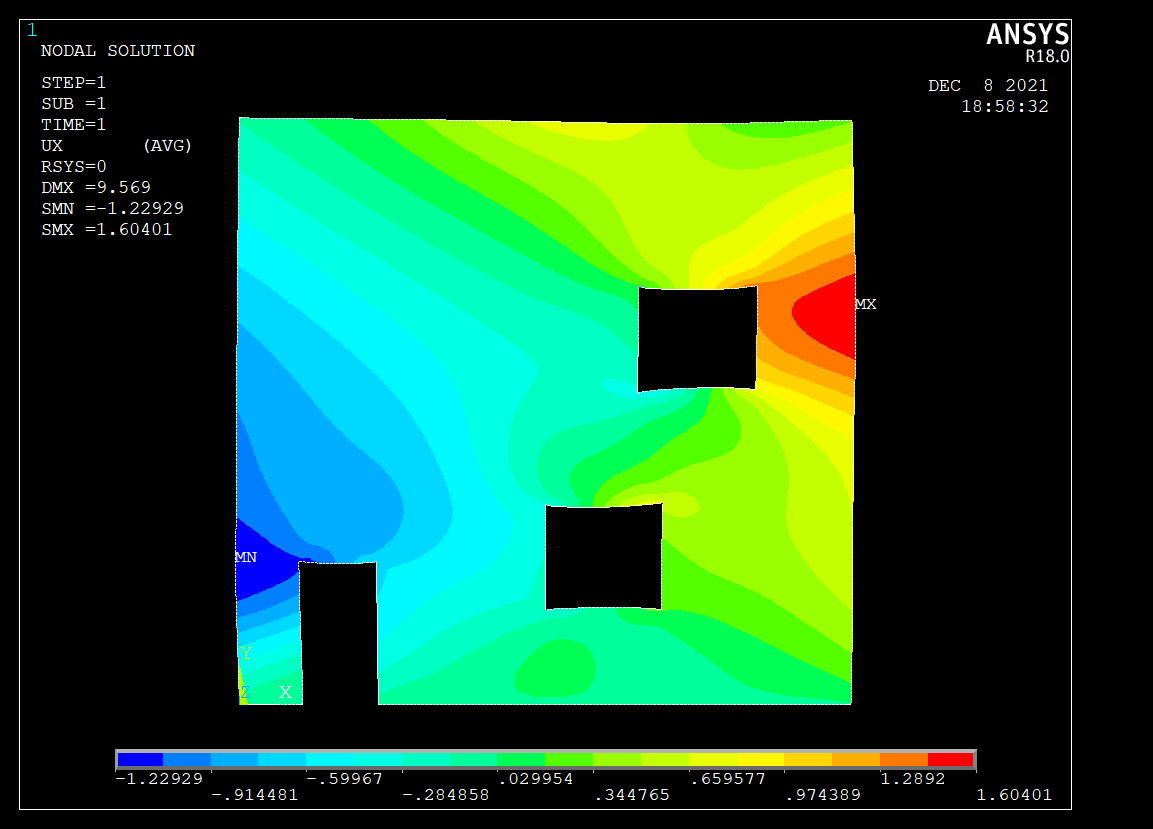 1
ANSYS
R18.0
NODAL SOLUTION
DEC 8 2021
18:58:32
STEP=1
SUB =1
TIME=1
UX (AVG)
RSYS=0
DMX =9.569
SMN =-1.22929
SMX =1.60401
MX
MN
Y
Z X
-1.22929 -.59967 .029954 .659577 1.2892
-.914481 -.284858 .344765 .974389 1.60401